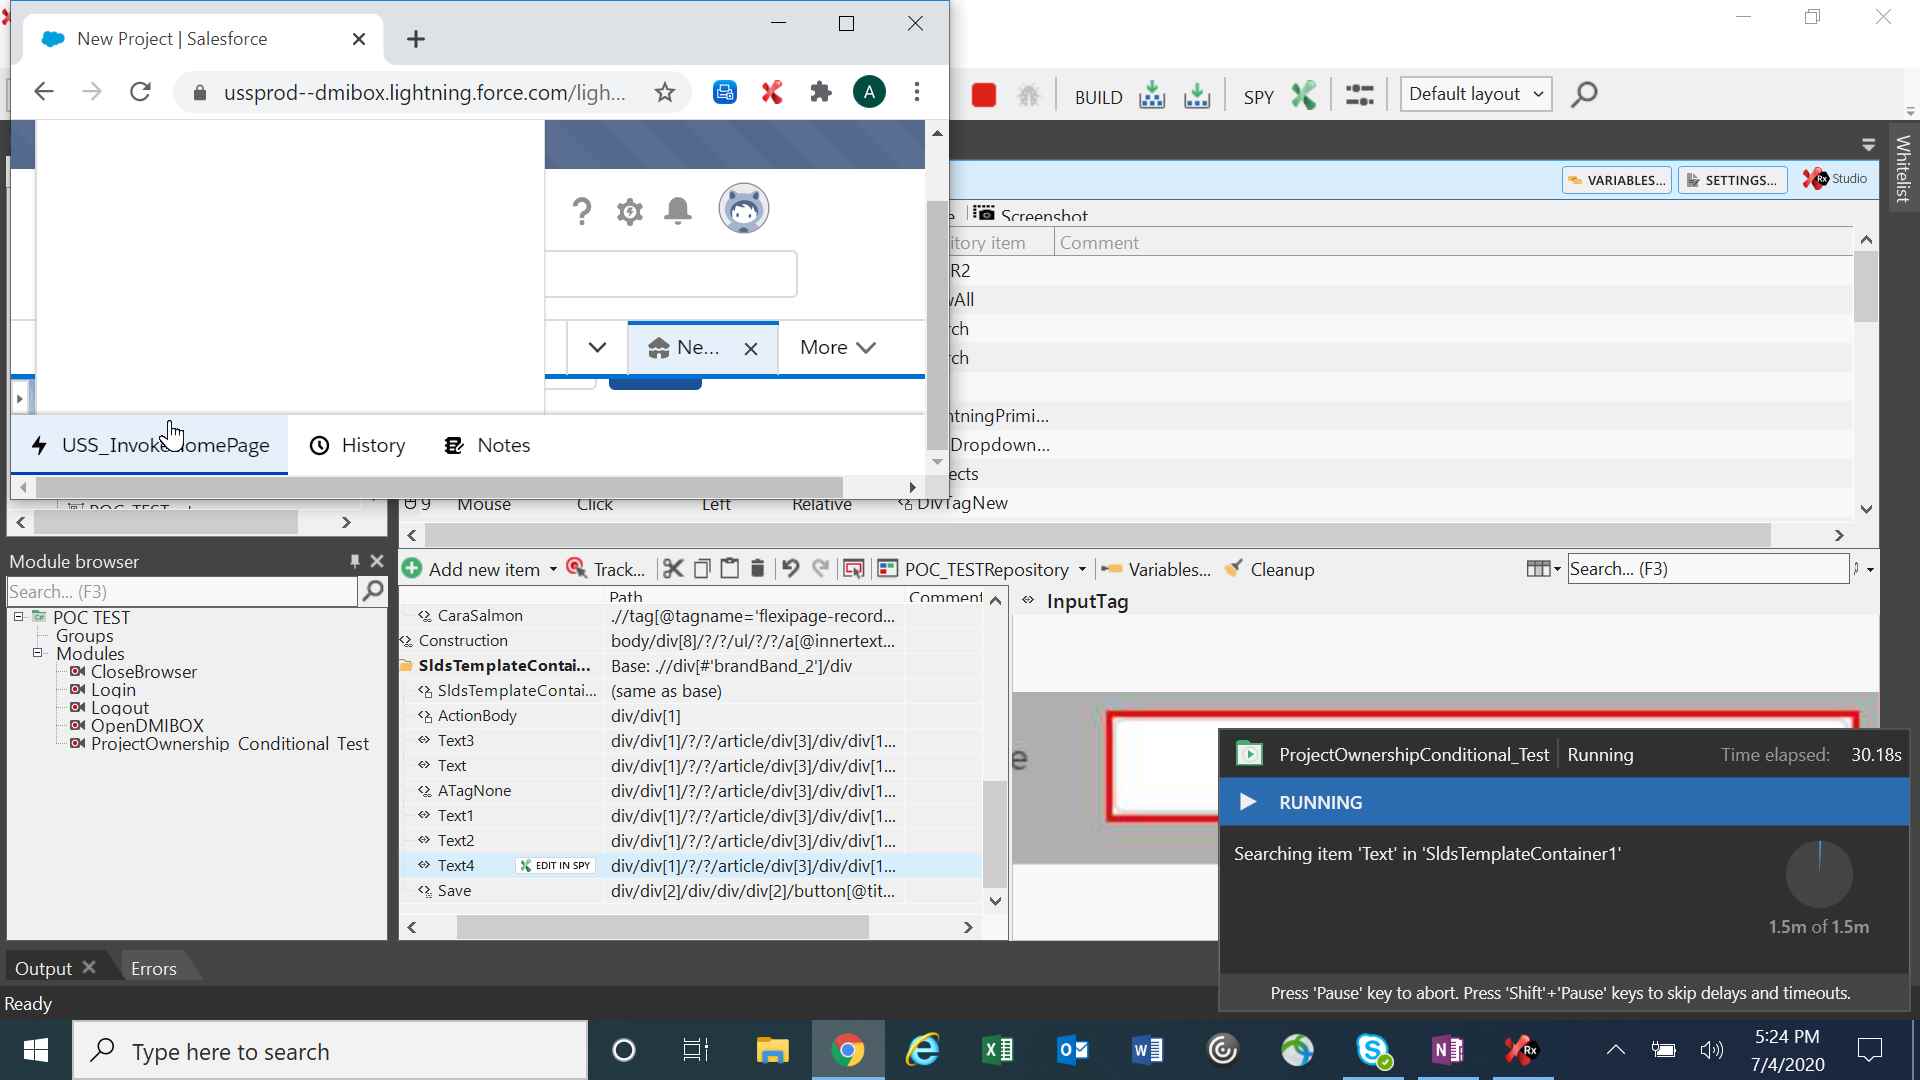 New Project | Salesforce
ussprod--dmibox.lightning.force.com/ligh...
A
BUILD
SPY
Default layout
Whitelist
VARIABLES...
SETTINGS...
Rx Studio
Screenshot
itory item
Comment
R2
All
rch
rch
htningPrimi...
Dropdown...
ects
9 Mouse Click Left Relative DivTagNew
Ne...
More
USS_Invoke
omePage
History
Notes
Module browser
Search... (F3)
POC TEST
Groups
Modules
CloseBrowser
Login
Logout
OpenDMIBOX
ProjectOwnership_Conditional_Test
Add new item
Track...
POC_TESTRepository
Variables...
Cleanup
Search... (F3)
Path
Comment
InputTag
CaraSalmon .//tag[@tagname='flexipage-record...
Construction body/div[8]/?/?/ul/?/?/a[@innertext...
SldsTemplateContai... Base: .//div[#'brandBand_2']/div
SldsTemplateContai... (same as base)
ActionBody div/div[1]
Text3 div/div[1]/?/?/article/div[3]/div/div[1...
Text div/div[1]/?/?/article/div[3]/div/div[1...
ATagNone div/div[1]/?/?/article/div[3]/div/div[1...
Text1 div/div[1]/?/?/article/div[3]/div/div[1...
Text2 div/div[1]/?/?/article/div[3]/div/div[1...
Text4 EDIT IN SPY div/div[1]/?/?/article/div[3]/div/div[1...
Save div/div[2]/div/div/div[2]/button[@tit...
e
ProjectOwnershipConditional_Test Running
Time elapsed: 30.18s
RUNNING
Searching item 'Text' in 'SldsTemplateContainer1'
1.5m of 1.5m
Press 'Pause' key to abort. Press 'Shift'+'Pause' keys to skip delays and timeouts.
Output
Errors
Ready
Type here to search
5:24 PM
7/4/2020